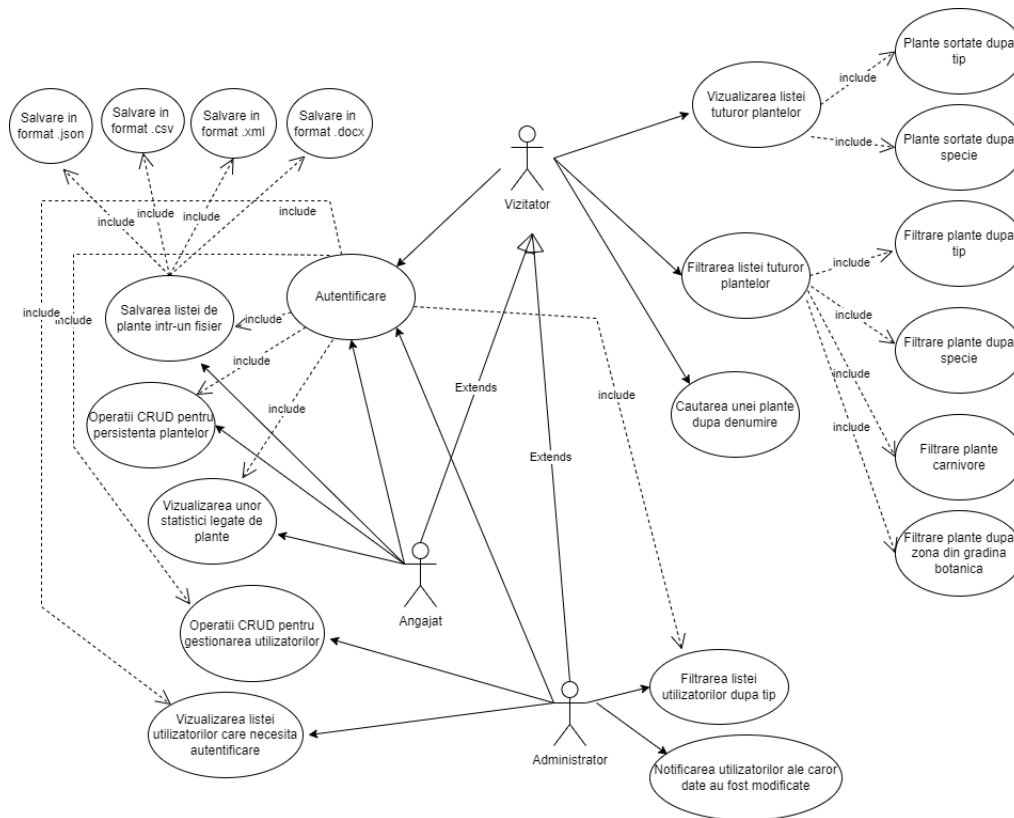 Plante sortate dupa
tip
include
Vizualizarea listei
tuturor plantelor
include
Plante sortate dupa
specie
Salvare in
format .json
Salvare in
format .csv
Salvare in
format .xml
Salvare in
format .docx
Vizitator
include
include
include
include
Filtrare plante dupa
tip
include
Filtrarea listei tuturor
plantelor
include
Filtrare plante dupa
specie
include
Filtrare plante
carnivore
include
Filtrare plante dupa
zona din gradina
botanica
Autentificare
Salvarea listei de
plante intr-un fisier
include
include
include
include
include
include
Extends
Extends
Cautarea unei plante
dupa denumire
Operatii CRUD pentru
persistenta plantelor
Vizualizarea unor
statistici legate de
plante
Angajat
Operatii CRUD pentru
gestionarea utilizatorilor
Vizualizarea listei
utilizatorilor care necesita
autentificare
Filtrarea listei
utilizatorilor dupa tip
Administrator
Notificarea utilizatorilor ale caror
date au fost modificate